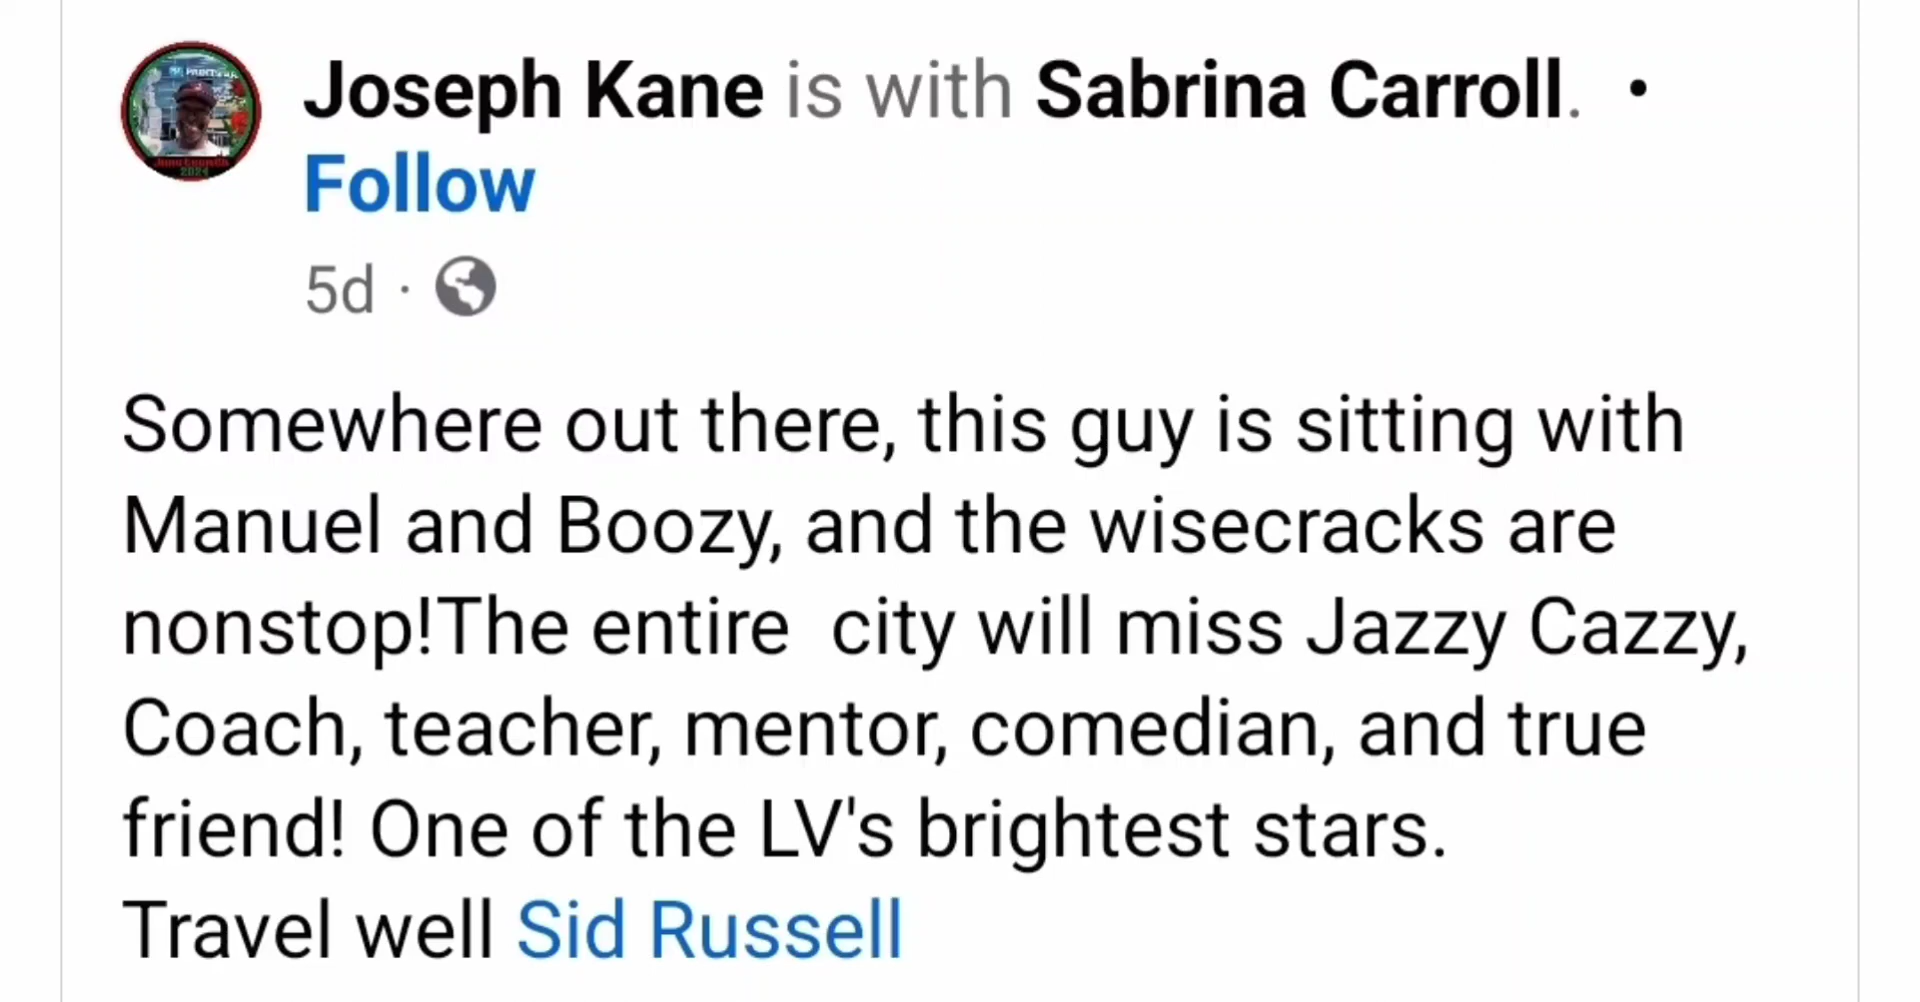 Joseph Kane is with Sabrina Carroll. •
Follow
5d ·
Somewhere out there, this guy is sitting with
Manuel and Boozy, and the wisecracks are
nonstop!The entire  city will miss Jazzy Cazzy,
Coach, teacher, mentor, comedian, and true
friend! One of the LV's brightest stars.
Travel well Sid Russell
Juneteenth
2024